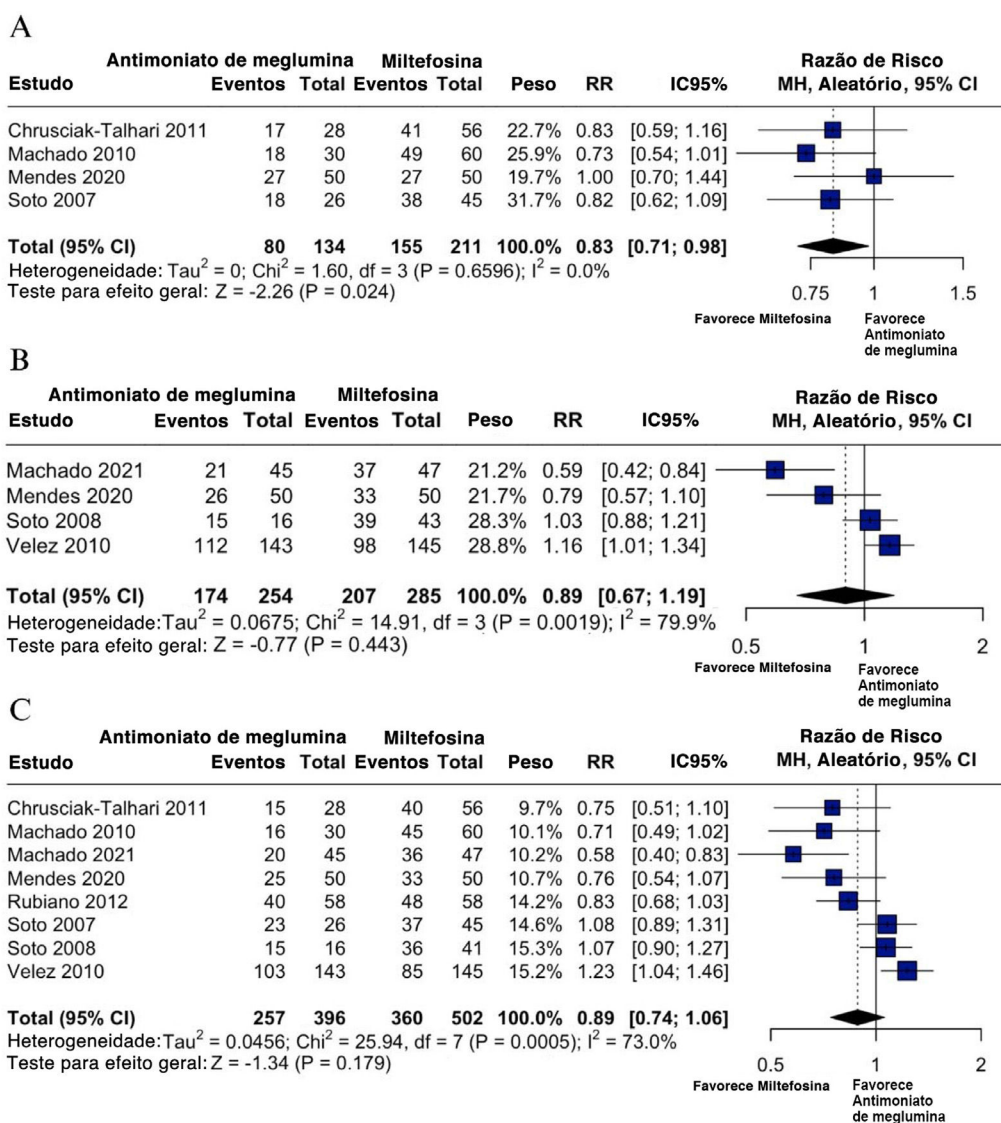 A
Antimoniato de meglumina Miltefosina Razão de Risco
Estudo Eventos Total Eventos Total Peso RR IC95% MH, Aleatório, 95% CI
Chrusciak-Talhari 2011 17 28 41 56 22.7% 0.83 [0.59; 1.16]
Machado 2010 18 30 49 60 25.9% 0.73 [0.54; 1.01]
Mendes 2020 27 50 27 50 19.7% 1.00 [0.70; 1.44]
Soto 2007 18 26 38 45 31.7% 0.82 [0.62; 1.09]
Total (95% CI) 80 134 155 211 100.0% 0.83 [0.71; 0.98]
Heterogeneidade: Tau² = 0; Chi² = 1.60, df = 3 (P = 0.6596); I² = 0.0%
Teste para efeito geral: Z = -2.26 (P = 0.024)
0.75 1 1.5
Favorece Miltefosina Favorece
Antimoniato
de meglumina
B
Antimoniato de meglumina Miltefosina Razão de Risco
Estudo Eventos Total Eventos Total Peso RR IC95% MH, Aleatório, 95% CI
Machado 2021 21 45 37 47 21.2% 0.59 [0.42; 0.84]
Mendes 2020 26 50 33 50 21.7% 0.79 [0.57; 1.10]
Soto 2008 15 16 39 43 28.3% 1.03 [0.88; 1.21]
Velez 2010 112 143 98 145 28.8% 1.16 [1.01; 1.34]
Total (95% CI) 174 254 207 285 100.0% 0.89 [0.67; 1.19]
Heterogeneidade:Tau² = 0.0675; Chi² = 14.91, df = 3 (P = 0.0019); I² = 79.9%
Teste para efeito geral: Z = -0.77 (P = 0.443)
0.5 1 2
Favorece Miltefosina Favorece
Antimoniato
de meglumina
C
Antimoniato de meglumina Miltefosina Razão de Risco
Estudo Eventos Total Eventos Total Peso RR IC95% MH, Aleatório, 95% CI
Chrusciak-Talhari 2011 15 28 40 56 9.7% 0.75 [0.51; 1.10]
Machado 2010 16 30 45 60 10.1% 0.71 [0.49; 1.02]
Machado 2021 20 45 36 47 10.2% 0.58 [0.40; 0.83]
Mendes 2020 25 50 33 50 10.7% 0.76 [0.54; 1.07]
Rubiano 2012 40 58 48 58 14.2% 0.83 [0.68; 1.03]
Soto 2007 23 26 37 45 14.6% 1.08 [0.89; 1.31]
Soto 2008 15 16 36 41 15.3% 1.07 [0.90; 1.27]
Velez 2010 103 143 85 145 15.2% 1.23 [1.04; 1.46]
Total (95% CI) 257 396 360 502 100.0% 0.89 [0.74; 1.06]
Heterogeneidade:Tau² = 0.0456; Chi² = 25.94, df = 7 (P = 0.0005); I² = 73.0%
Teste para efeito geral: Z = -1.34 (P = 0.179)
0.5 1 2
Favorece Miltefosina Favorece
Antimoniato
de meglumina